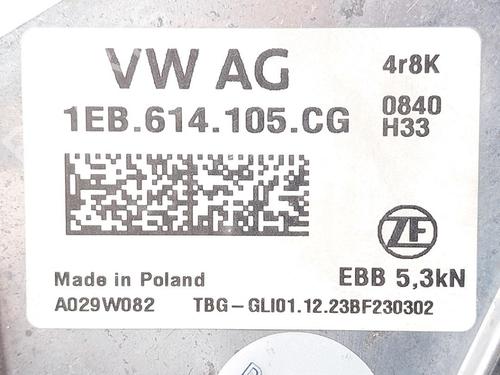 VW AG
4r8K
1EB.614.105.CG
0840
H33
ZF
Made in Poland
EBB 5,3kN
A029W082
TBG-GLI01.12.23BF230302